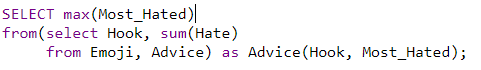 SELECT max(Most_Hated)
from(select Hook, sum(Hate)
from Emoji, Advice) as Advice(Hook, Most_Hated);